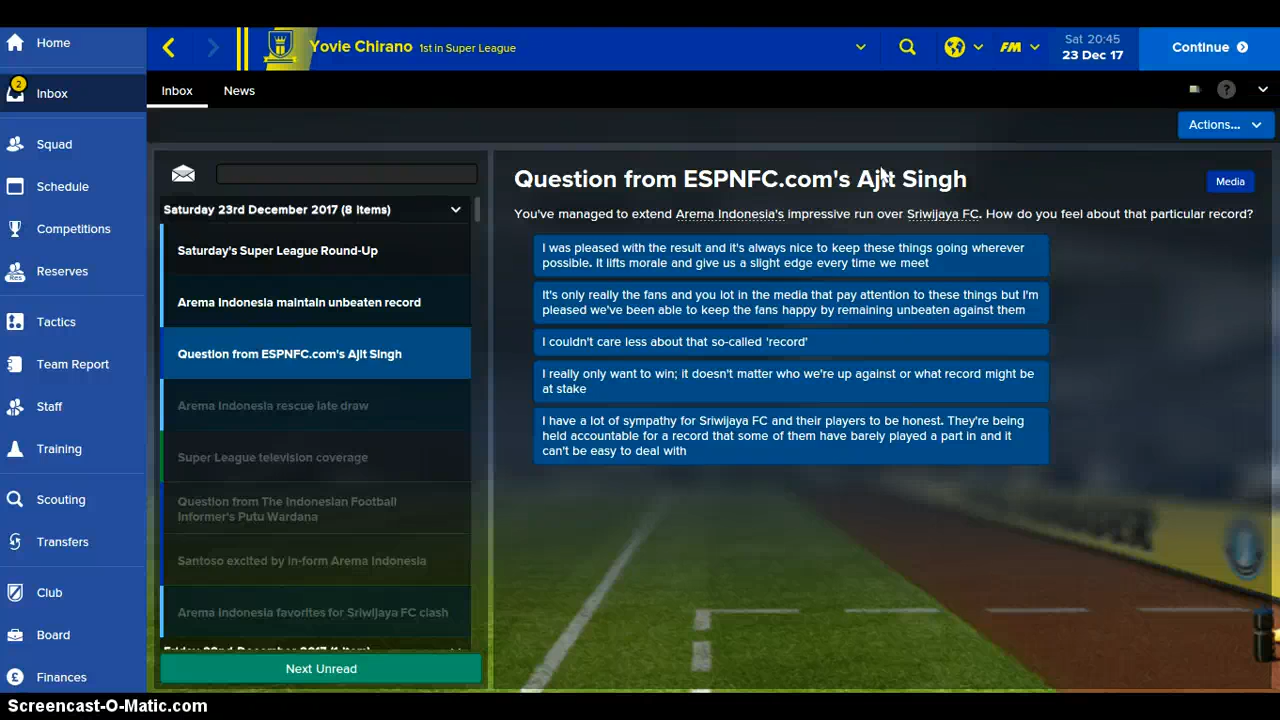 Home
Yovie Chirano 1st in Super League
FM
Sat 20:45
23 Dec 17
Continue
2
Inbox
Inbox
News
?
Actions...
Squad
Schedule
Competitions
Res
Reserves
Tactics
Team Report
Staff
Training
Scouting
Transfers
Club
Board
Finances
Saturday 23rd December 2017 (8 items)
Saturday's Super League Round-Up
Arema Indonesia maintain unbeaten record
Question from ESPNFC.com's Ajit Singh
Arema Indonesia rescue late draw
Super League television coverage
Question from The Indonesian Football
Informer's Putu Wardana
Santoso excited by in-form Arema Indonesia
Arema Indonesia favorites for Sriwijaya FC clash
Friday 22nd December 2017 (1 item)
Next Unread
Question from ESPNFC.com's Ajit Singh
Media
You've managed to extend Arema Indonesia's impressive run over Sriwijaya FC. How do you feel about that particular record?
I was pleased with the result and it's always nice to keep these things going wherever
possible. It lifts morale and give us a slight edge every time we meet
It's only really the fans and you lot in the media that pay attention to these things but I'm
pleased we've been able to keep the fans happy by remaining unbeaten against them
I couldn't care less about that so-called 'record'
I really only want to win; it doesn't matter who we're up against or what record might be
at stake
I have a lot of sympathy for Sriwijaya FC and their players to be honest. They're being
held accountable for a record that some of them have barely played a part in and it
can't be easy to deal with
Screencast-O-Matic.com